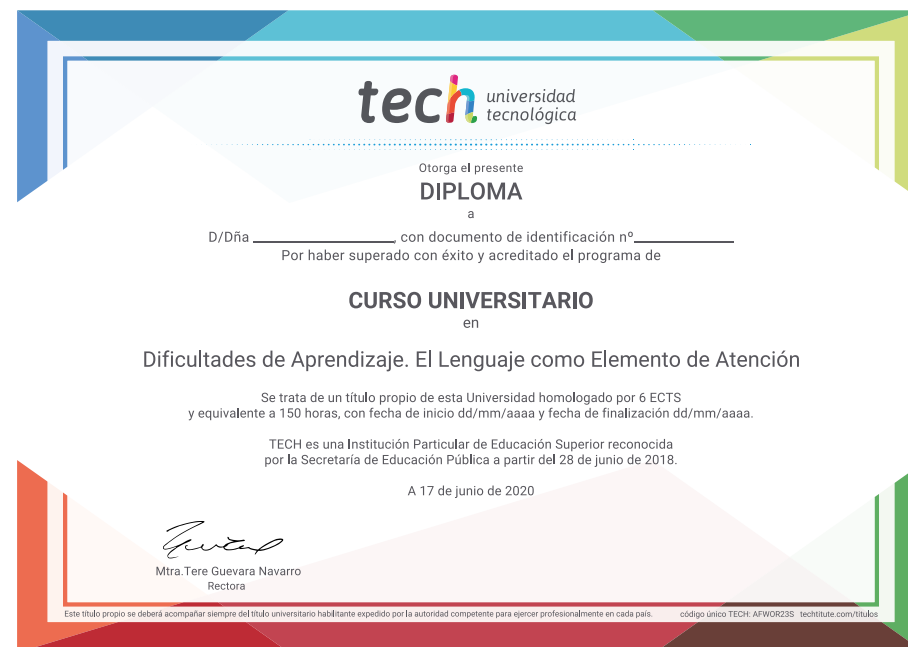 tech universidad
tecnológica
Otorga el presente
DIPLOMA
a
D/Dña ____________, con documento de identificación nº____________
Por haber superado con éxito y acreditado el programa de
CURSO UNIVERSITARIO
en
Dificultades de Aprendizaje. El Lenguaje como Elemento de Atención
Se trata de un título propio de esta Universidad homologado por 6 ECTS
y equivalente a 150 horas, con fecha de inicio dd/mm/aaaa y fecha de finalización dd/mm/aaaa.
TECH es una Institución Particular de Educación Superior reconocida
por la Secretaría de Educación Pública a partir del 28 de junio de 2018.
A 17 de junio de 2020
Mtra.Tere Guevara Navarro
Rectora
Este título propio se deberá acompañar siempre del título universitario habilitante expedido por la autoridad competente para ejercer profesionalmente en cada país. código único TECH: AFWOR23S techtitute.com/títulos